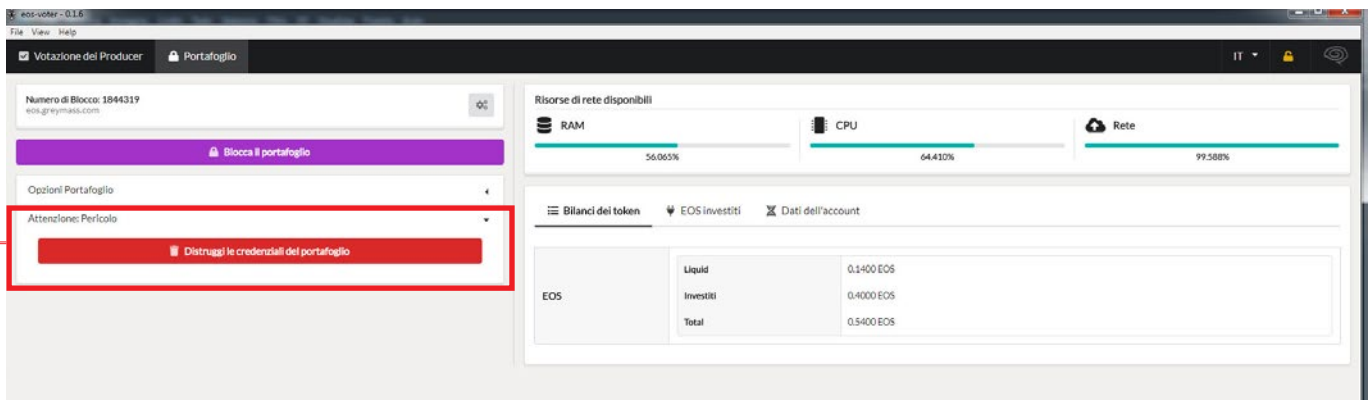 eos-voter - 0.1.6
File View Help
Votazione dei Producer
Portafoglio
IT
Numero di Blocco: 1844319
eos.greymass.com
Blocca il portafoglio
Opzioni Portafoglio
Attenzione: Pericolo
Distruggi le credenziali del portafoglio
Risorse di rete disponibili
RAM
CPU
Rete
56.065%
64.410%
99.588%
Bilanci dei token
EOS investiti
Dati dell'account
EOS
Liquid
0.1400 EOS
Investiti
0.4000 EOS
Total
0.5400 EOS